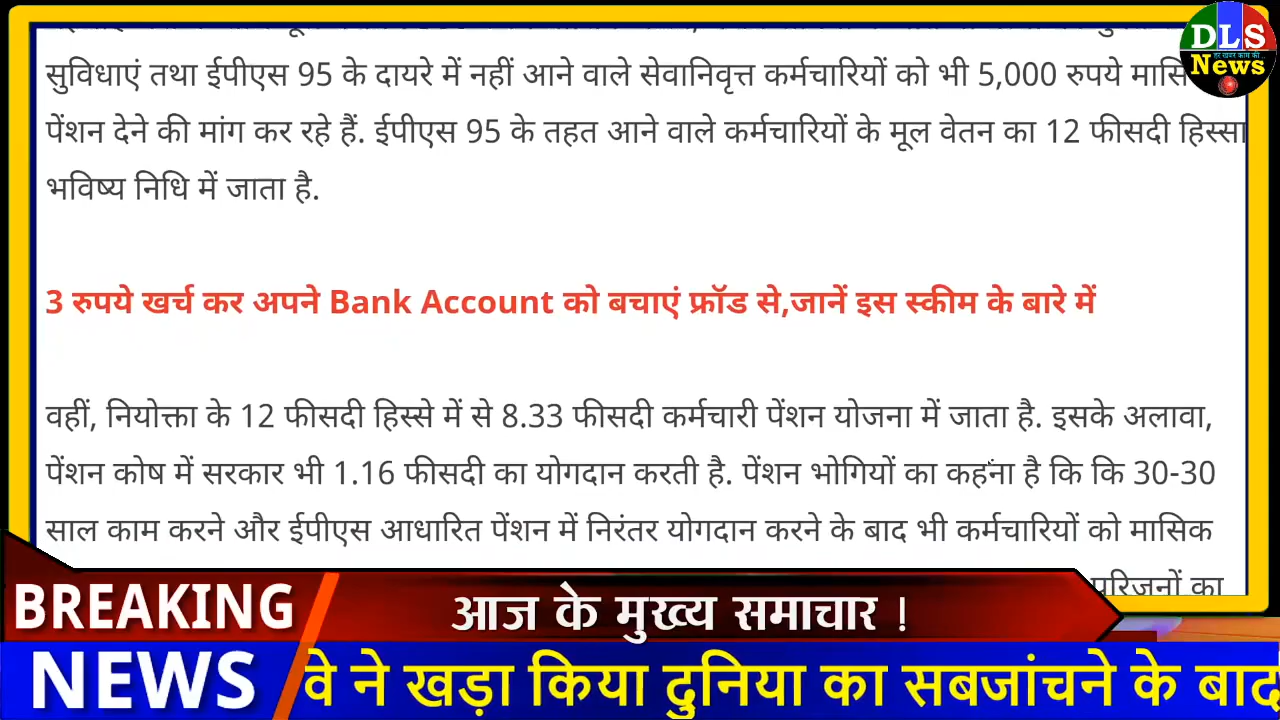 सुविधाएं तथा ईपीएस 95 के दायरे में नहीं आने वाले सेवानिवृत्त कर्मचारियों को भी 5,000 रुपये
पेंशन देने की मांग कर रहे हैं. ईपीएस 95 के तहत आने वाले कर्मचारियों के मूल वेतन का 12 फीसदी हिस्सा
भविष्य निधि में जाता है.
3 रुपये खर्च कर अपने Bank Account को बचाएं फ्रॉड से,जानें इस स्कीम के बारे में
वहीं, नियोक्ता के 12 फीसदी हिस्से में से 8.33 फीसदी कर्मचारी पेंशन योजना में जाता है. इसके अलावा,
पेंशन कोष में सरकार भी 1.16 फीसदी का योगदान करती है. पेंशन भोगियों का कहना है कि कि 30-30
साल काम करने और ईपीएस आधारित पेंशन में निरंतर योगदान करने के बाद भी कर्मचारियों को मासिक
परिजनों का
DLS
News
BREAKING
NEWS
आज के मुख्य समाचार !
वे ने खड़ा किया दुनिया का सबजांचने के बाद